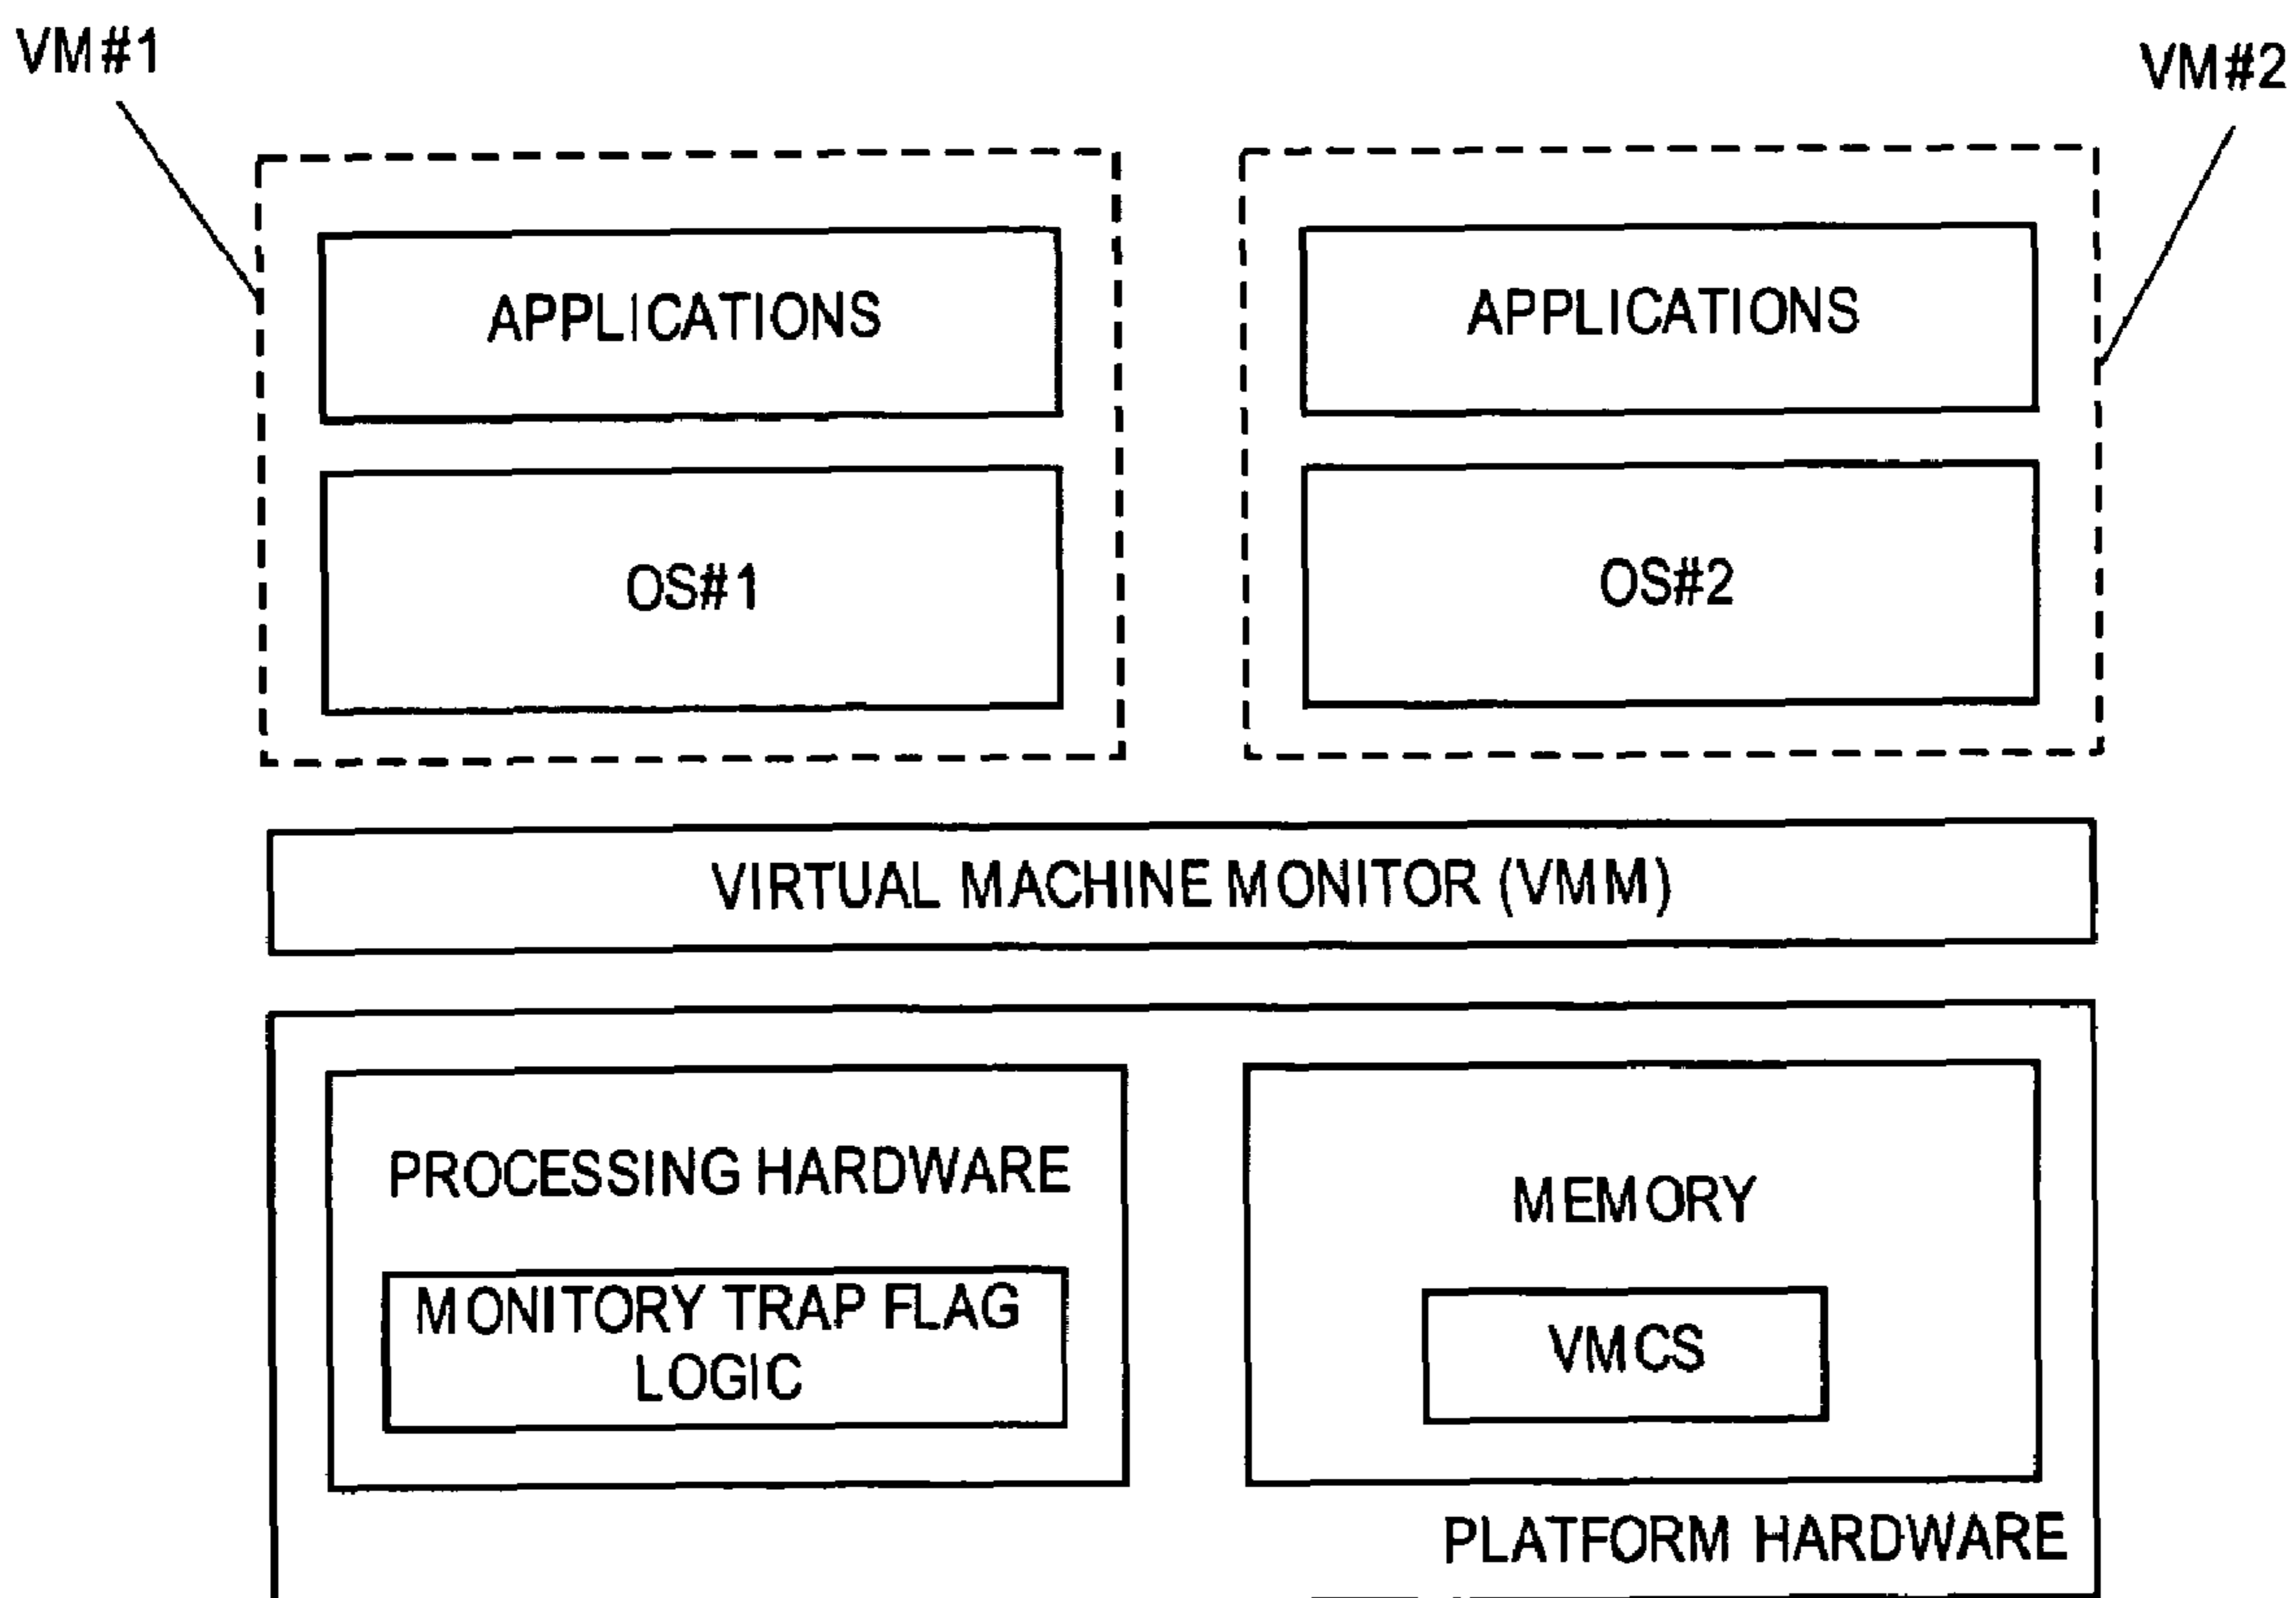 VM#1
VM#2
APPLICATIONS
APPLICATIONS
OS#1
OS#2
VIRTUAL MACHINE MONITOR (VMM)
PROCESSING HARDWARE
MONITORY TRAP FLAG
LOGIC
MEMORY
VMCS
PLATFORM HARDWARE